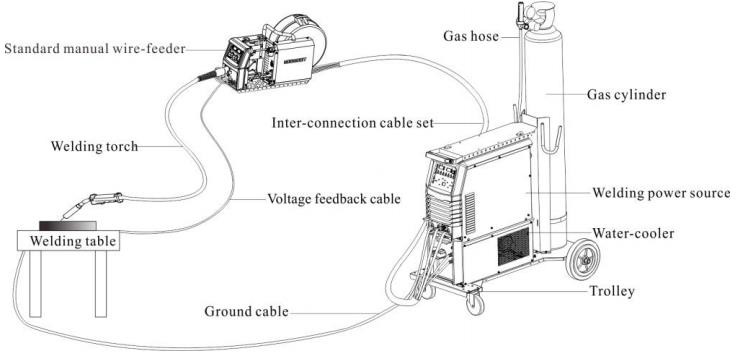 Gas hose
Standard manual wire-feeder
Gas cylinder
Inter-connection cable set
Welding torch
Welding power source
Voltage feedback cable
Water-cooler
Welding table
Trolley
Ground cable